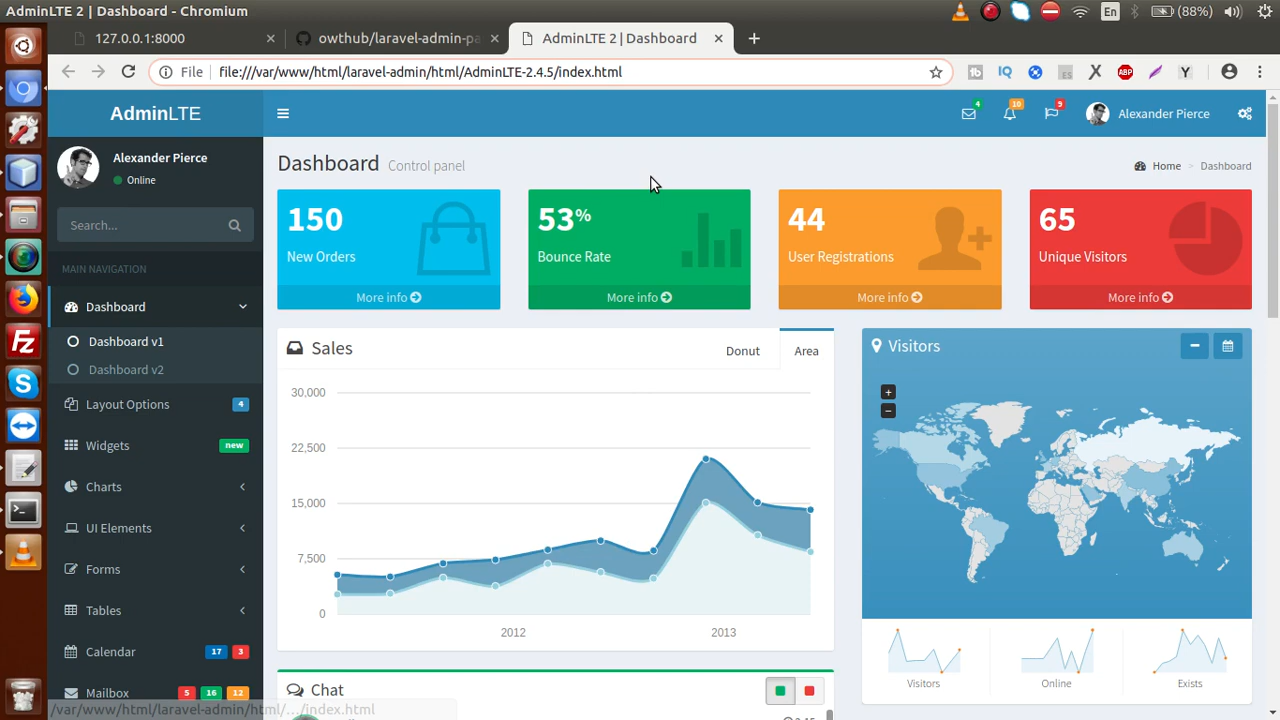 AdminLTE 2 | Dashboard - Chromium
En
(88%)
127.0.0.1:8000
owthub/laravel-admin-pa
AdminLTE 2 | Dashboard
File
file:///var/www/html/laravel-admin/html/AdminLTE-2.4.5/index.html
IQ
ES
X
ABP
Y
AdminLTE
4
10
9
Alexander Pierce
Alexander Pierce
Online
Dashboard Control panel
Home > Dashboard
Search...
150
New Orders
More info
53%
Bounce Rate
More info
44
User Registrations
More info
65
Unique Visitors
More info
MAIN NAVIGATION
Dashboard
Dashboard v1
Dashboard v2
Layout Options 4
Widgets new
Charts
UI Elements
Forms
Tables
Calendar 17 3
Mailbox 5 16 12
Sales
Donut
Area
30,000
22,500
15,000
7,500
0
2012
2013
Visitors
+
−
Visitors
Online
Exists
Chat
/var/www/html/laravel-admin/html/.../index.html